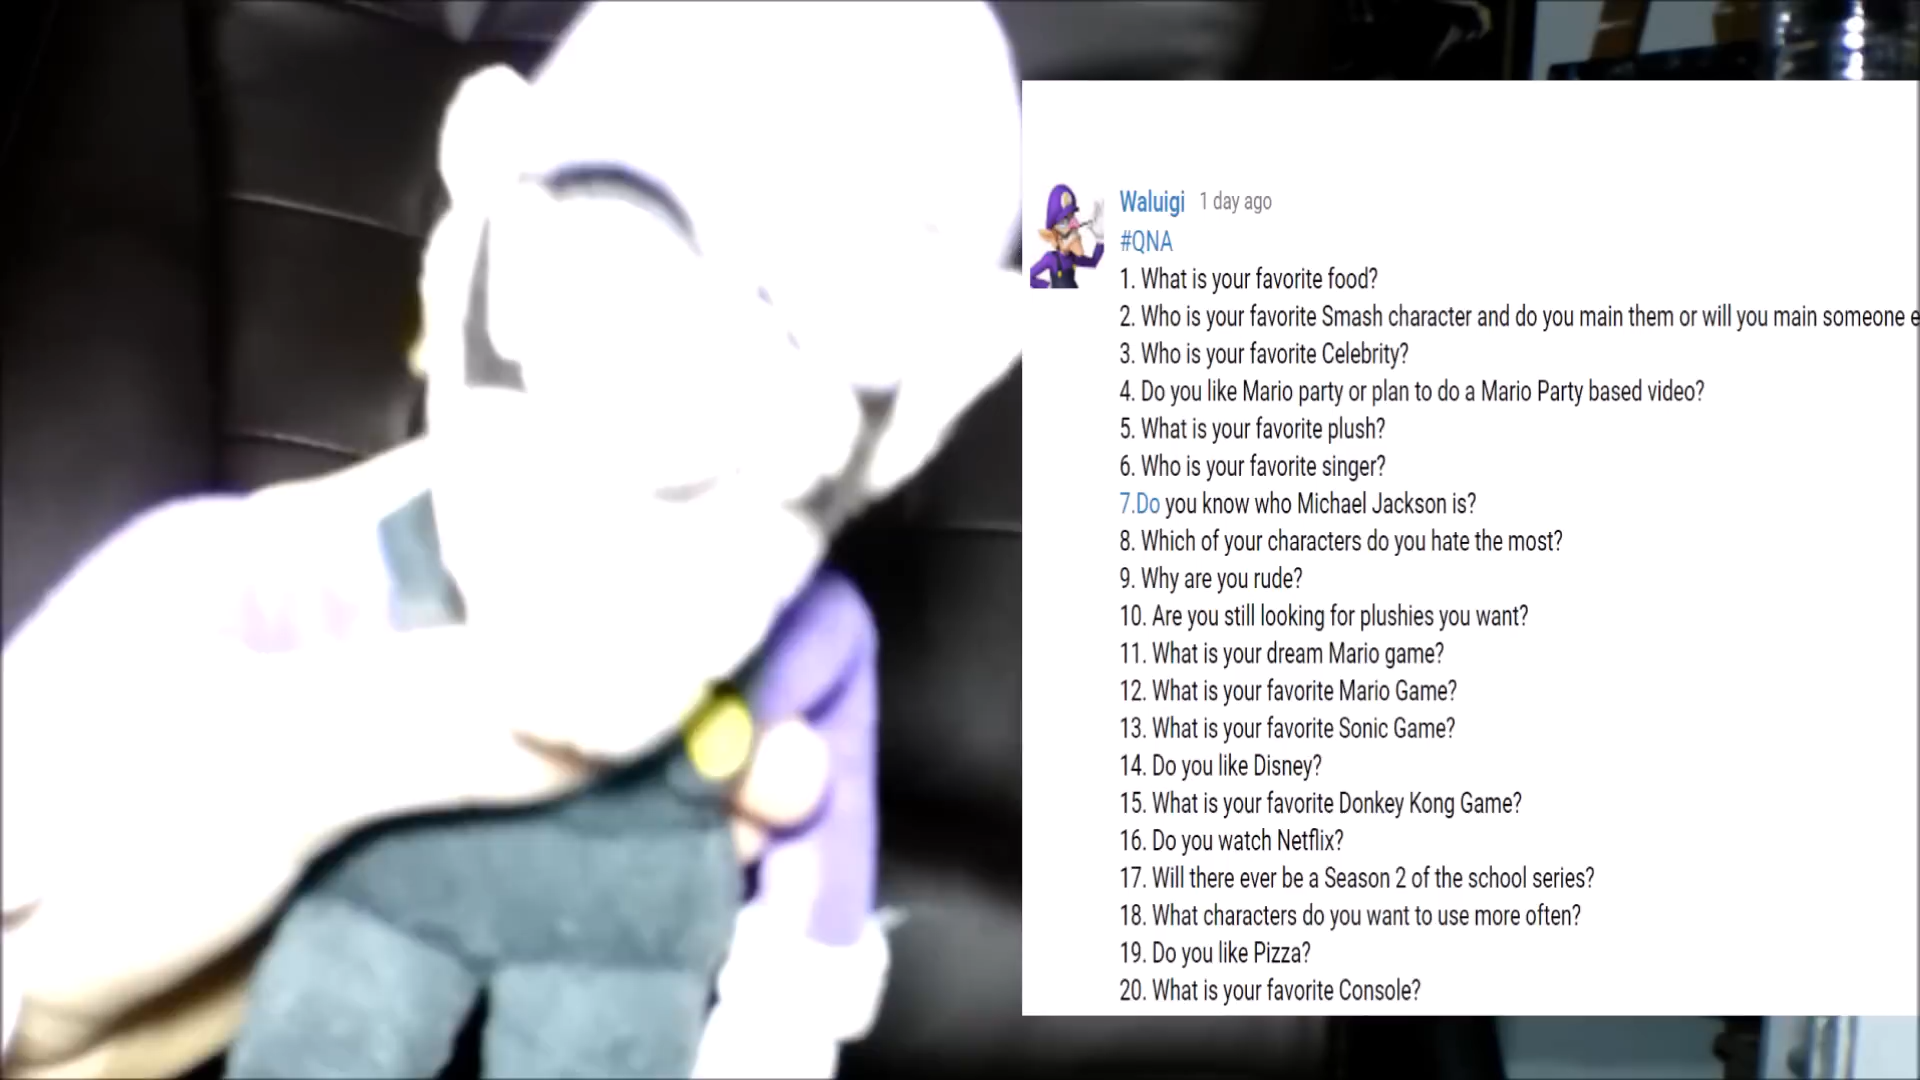 Waluigi 1 day ago
#QNA
1. What is your favorite food?
2. Who is your favorite Smash character and do you main them or will you main someone
3. Who is your favorite Celebrity?
4. Do you like Mario party or plan to do a Mario Party based video?
5. What is your favorite plush?
6. Who is your favorite singer?
7.Do you know who Michael Jackson is?
8. Which of your characters do you hate the most?
9. Why are you rude?
10. Are you still looking for plushies you want?
11. What is your dream Mario game?
12. What is your favorite Mario Game?
13. What is your favorite Sonic Game?
14. Do you like Disney?
15. What is your favorite Donkey Kong Game?
16. Do you watch Netflix?
17. Will there ever be a Season 2 of the school series?
18. What characters do you want to use more often?
19. Do you like Pizza?
20. What is your favorite Console?